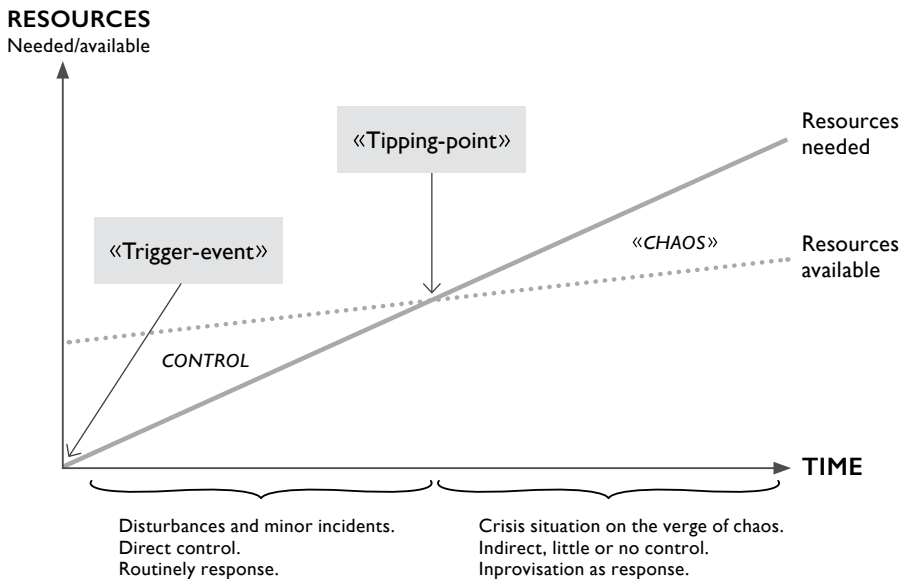 RESOURCES
Needed/available
«Tipping-point»
Resources
needed
«Trigger-event»
«CHAOS»
Resources
available
CONTROL
TIME
Disturbances and minor incidents.
Direct control.
Routinely response.
Crisis situation on the verge of chaos.
Indirect, little or no control.
Inprovisation as response.